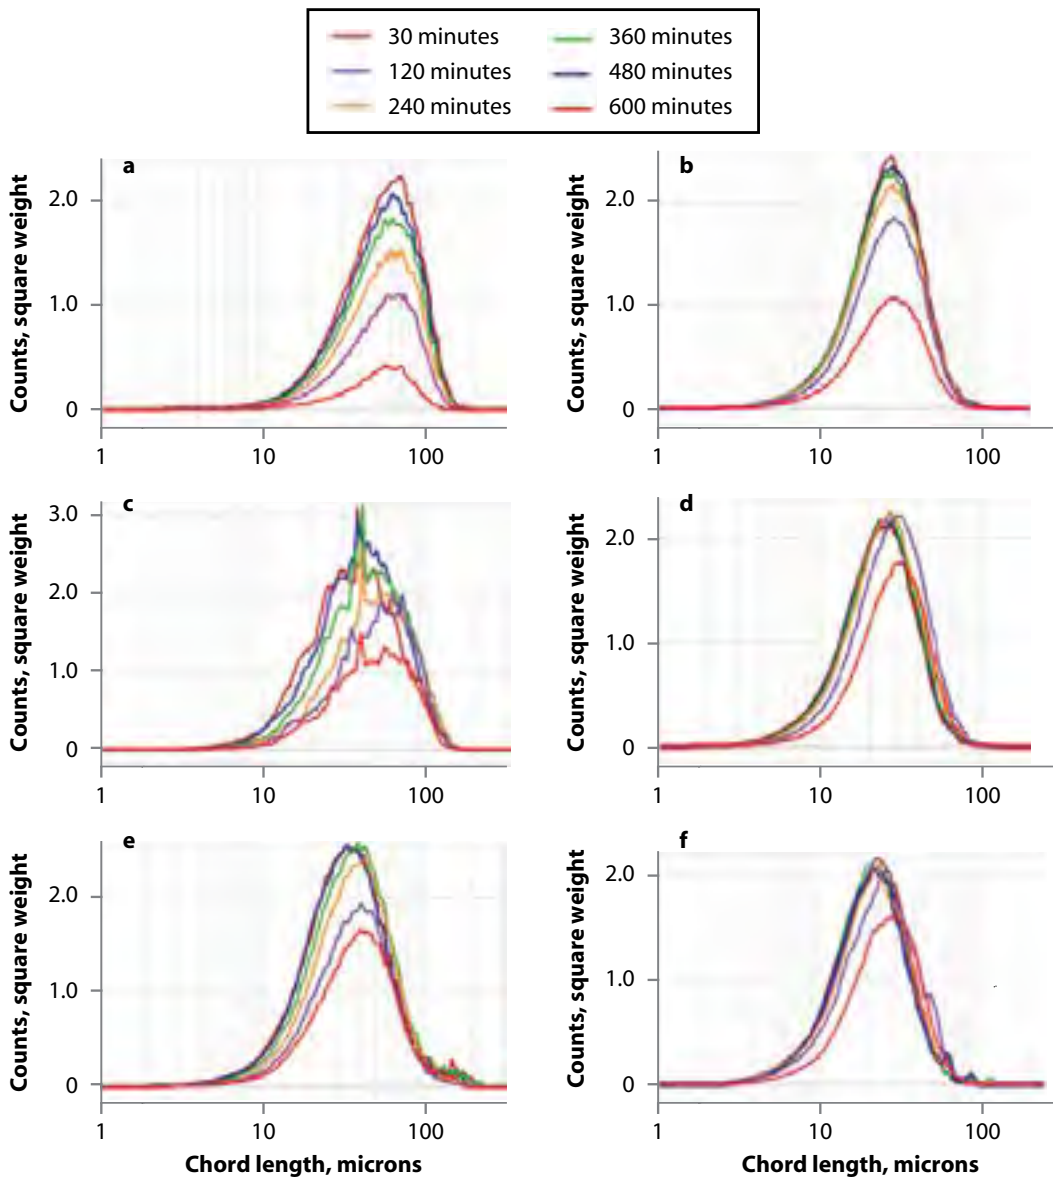 30 minutes
360 minutes
120 minutes
480 minutes
240 minutes
600 minutes
a
Counts, square weight
2.0
1.0
0
1
10
100
b
Counts, square weight
2.0
1.0
0
1
10
100
c
Counts, square weight
3.0
2.0
1.0
0
1
10
100
d
Counts, square weight
2.0
1.0
0
1
10
100
e
Counts, square weight
2.0
1.0
0
1
10
100
Chord length, microns
f
Counts, square weight
2.0
1.0
0
1
10
100
Chord length, microns